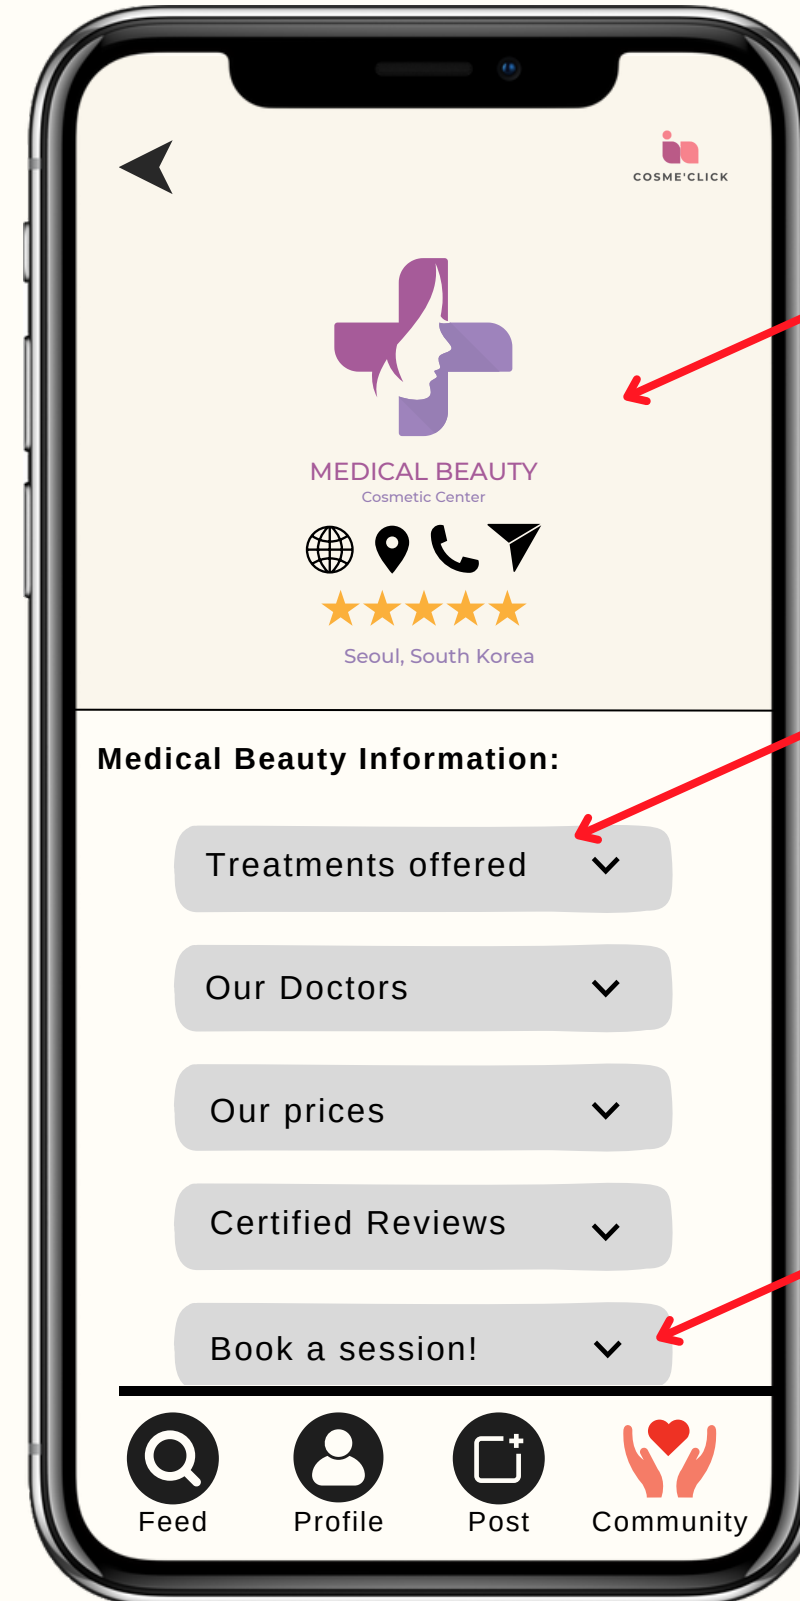 COSME'CLICK
MEDICAL BEAUTY
Cosmetic Center
Seoul, South Korea
Medical Beauty Information:
Treatments offered
Our Doctors
Our prices
Certified Reviews
Book a session!
Feed
Profile
Post
Community